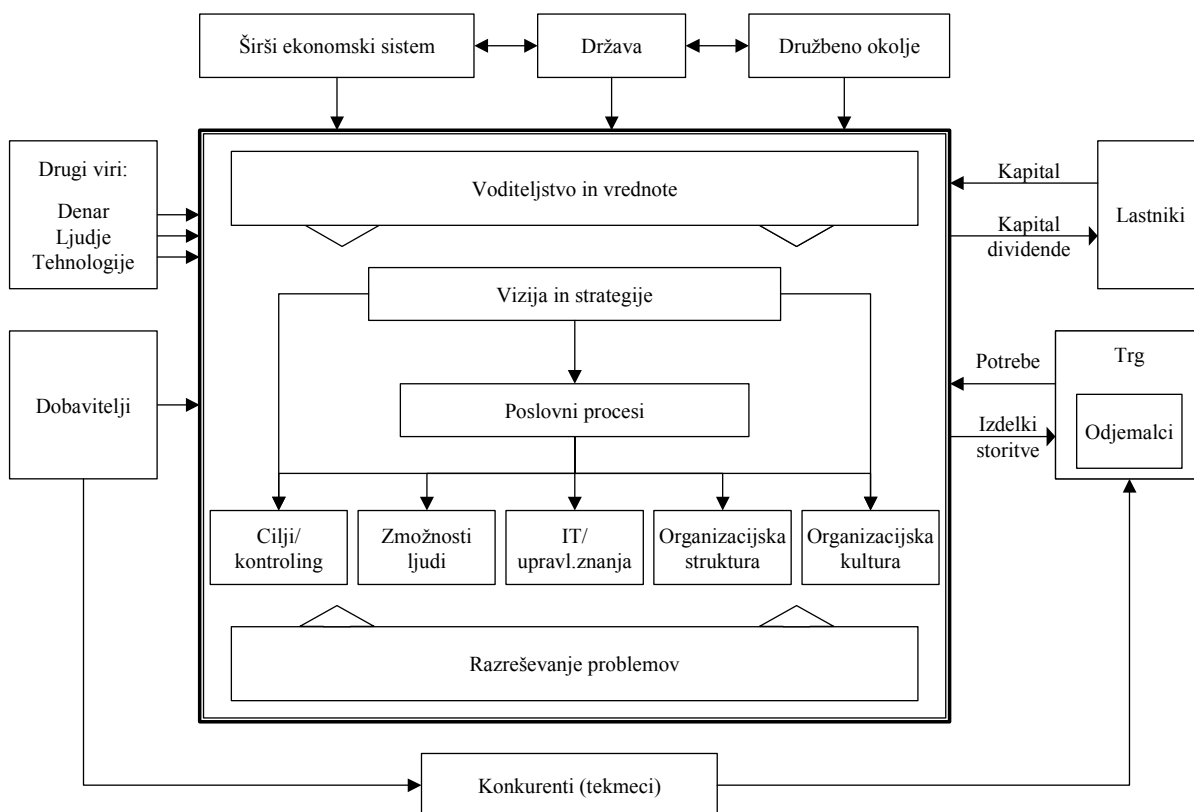 Širši ekonomski sistem
Država
Družbeno okolje
Drugi viri:
Denar
Ljudje
Tehnologije
Voditeljstvo in vrednote
Kapital
Kapital
dividende
Lastniki
Vizija in strategije
Dobavitelji
Poslovni procesi
Potrebe
Izdelki
storitve
Trg
Odjemalci
Cilji/
kontroling
Zmožnosti
ljudi
IT/
upravl.znanja
Organizacijska
struktura
Organizacijska
kultura
Razreševanje problemov
Konkurenti (tekmeci)